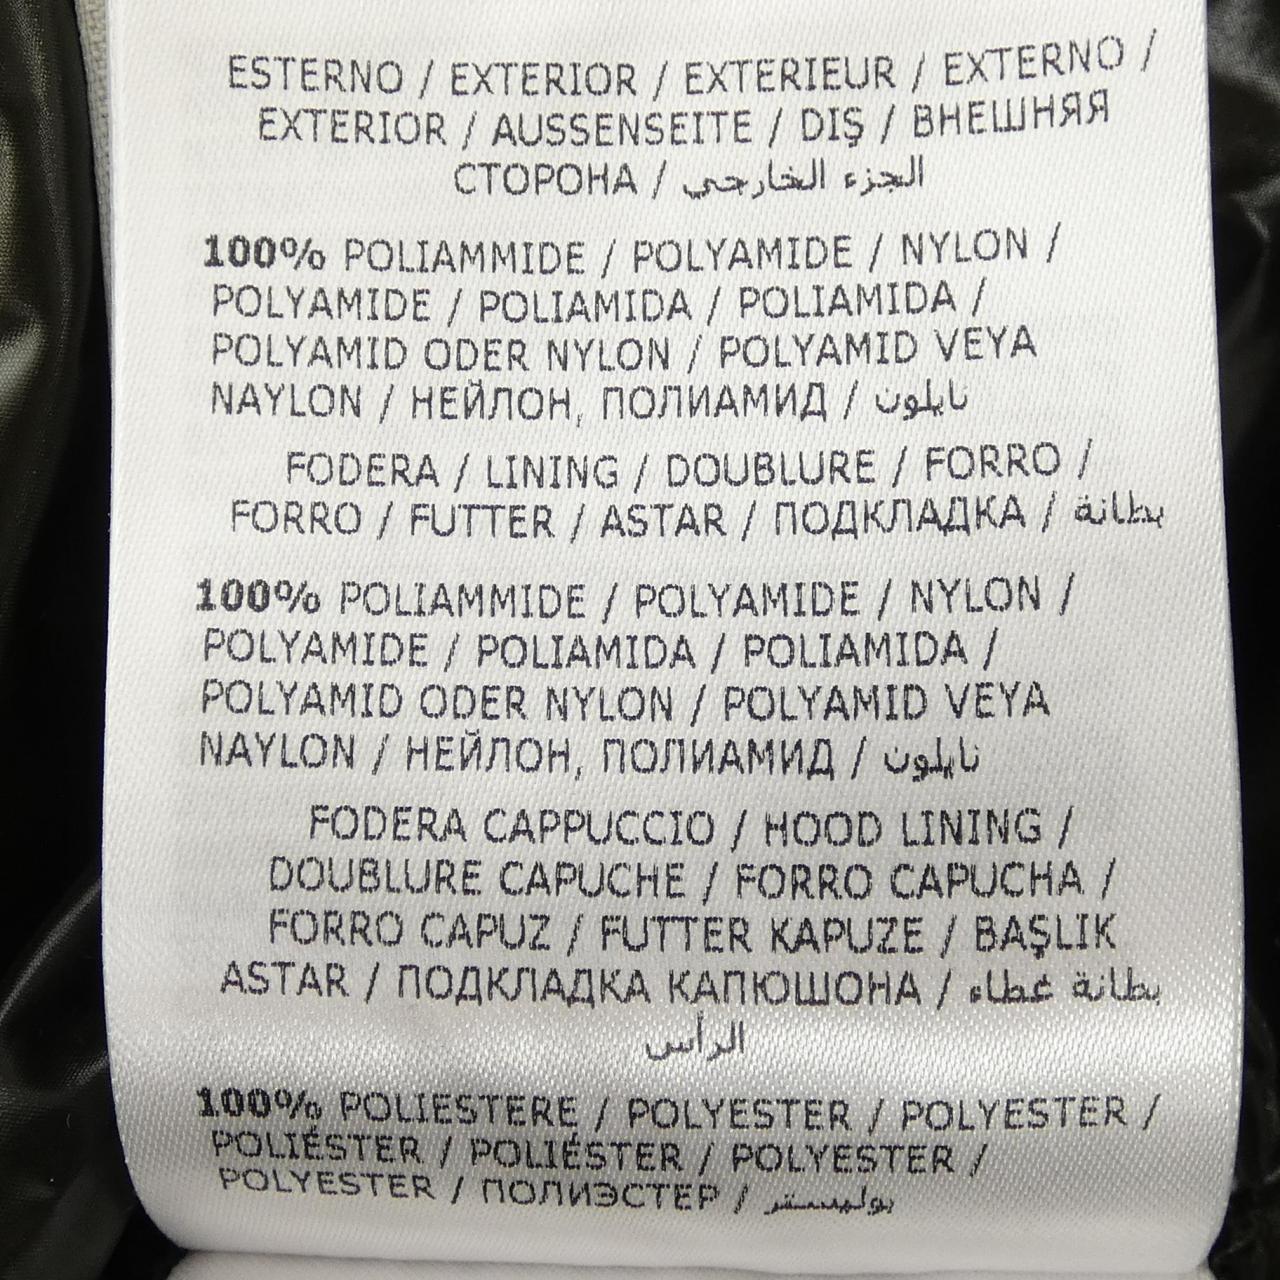 ESTERNO / EXTERIOR / EXTERIEUR / EXTERNO /
EXTERIOR / AUSSENSEITE / DIŞ / ВНЕШНЯЯ
СТОРОНА / الجزء الخارجي
100% POLIAMMIDE / POLYAMIDE / NYLON /
POLYAMIDE / POLIAMIDA / POLIAMIDA /
POLYAMID ODER NYLON / POLYAMID VEYA
NAYLON / НЕЙЛОН, ПОЛИАМИД / نايلون
FODERA / LINING / DOUBLURE / FORRO /
FORRO / FUTTER / ASTAR / ПОДКЛАДКА / بطانة
100% POLIAMMIDE / POLYAMIDE / NYLON /
POLYAMIDE / POLIAMIDA / POLIAMIDA /
POLYAMID ODER NYLON / POLYAMID VEYA
NAYLON / НЕЙЛОН, ПОЛИАМИД / نايلون
FODERA CAPPUCCIO / HOOD LINING /
DOUBLURE CAPUCHE / FORRO CAPUCHA /
FORRO CAPUZ / FUTTER KAPUZE / BAŞLIK
ASTAR / ПОДКЛАДКА КАПЮШОНА / بطانة غطاء
الرأس
100% POLIESTERE / POLYESTER / POLYESTER /
POLIÉSTER / POLIÉSTER / POLYESTER /
POLYESTER / ПОЛИЭСТЕР / بوليستر